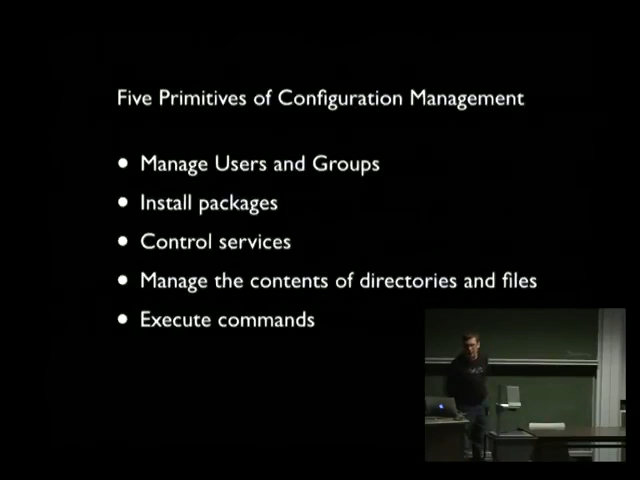 Five Primitives of Configuration Management
• Manage Users and Groups
• Install packages
• Control services
• Manage the contents of directories and files
• Execute commands